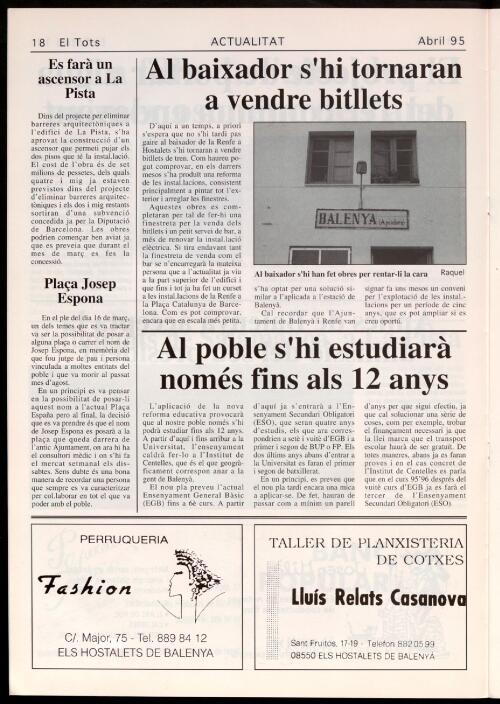 18 El Tots
ACTUALITAT
Abril 95
Es farà un
ascensor a La
Pista
Dins del projecte per eliminar
barreres arquitectòniques a
l'edifici de La Pista, s'ha
aprovat la construcció d'un
ascensor que permeti pujar els
dos pisos que té la instal.lació.
El cost de l'obra és de set
milions de pessetes, dels quals
quatre i mig ja estaven
previstos dins del projecte
d'eliminar barreres arquitec-
tòniques i els dos i mig restants
sortiran d'una subvenció
concedida ja per la Diputació
de Barcelona. Les obres
podrien començar ben aviat ja
que es preveia que durant el
mes de març es fes la
concessió.
Plaça Josep
Espona
En el ple del dia 16 de març,
un dels temes que es va tractar
va ser la possibilitat de posar a
alguna plaça o carrer el nom de
Josep Espona, en memòria del
que fou jutge de pau i persona
vinculada a moltes entitats del
poble i que va morir al passat
mes d'agost.
En un principi es va pensar
en la possibilitat de posar-li
aquest nom a l'actual Plaça
España però al final, la decisió
que es va prendre és que el nom
de Josep Espona es posarà a la
plaça que queda darrera de
l'antic Ajuntament, on ara hi ha
el consultori mèdic i on s'hi fa
el mercat setmanal els dis-
sabtes. Sens dubte és una bona
manera de recordar una persona
que sempre es va caracteritzar
per col.laborar en tot el que va
poder amb el poble.
Al baixador s'hi tornaran
a vendre bitllets
D'aquí a un temps, a priori
s'espera que no s'hi tardi pas
gaire al baixador de la Renfe a
Hostalets s'hi tornaran a vendre
bitllets de tren. Com haureu po-
gut comprovar, en els darrers
mesos s'ha produït una reforma
de les instal.lacions, consistent
principalment a pintar tot l'ex-
terior i arreglar les finestres.
Aquestes obres es com-
pletaran per tal de fer-hi una
finestreta per la venda dels
bitllets i un petit servei de bar, a
més de renovar la instal.lació
elèctrica. Si tira endavant tant
la finestreta de venda com el
bar se n'encarregarà la mateixa
persona que a l'actualitat ja viu
a la part superior de l'edifici i
que fins i tot ja ha fet un curset
a les instal.lacions de la Renfe a
la Plaça Catalunya de Barce-
lona. Com es pot comprovar,
encara que en escala més petita,
BALENYA (Apeadero)
Al baixador s'hi han fet obres per rentar-li la cara Raquel
s'ha optat per una solució si-
milar a l'aplicada a l'estació de
Balenyà.
Cal recordar que l'Ajun-
tament de Balenyà i Renfe van
signar fa uns mesos un conveni
per l'explotació de les instal.-
lacions per un període de cinc
anys, que es pot ampliar si es
creu oportú.
Al poble s'hi estudiarà
només fins als 12 anys
L'aplicació de la nova
reforma educativa provocarà
que al nostre poble només s'hi
podrà estudiar fins als 12 anys.
A partir d'aquí i fins arribar a la
Universitat, l'ensenyament
caldrà fer-lo a l'Institut de
Centelles, que és el que geogrà-
ficament correspon anar a la
gent de Balenyà.
El nou pla preveu l'actual
Ensenyament General Bàsic
(EGB) fins a 6è curs. A partir
d'aquí ja s'entrarà a l'En-
senyament Secundari Obligatori
(ESO), que seran quatre anys
d'estudis, els que ara corres-
pondrien a setè i vuitè d'EGB i a
primer i segon de BUP o FP. Els
dos últims anys abans d'entrar a
la Universitat es faran el primer
i segon de batxillerat.
En un principi, es preveu que
el nou pla tardi encara una mica
a aplicar-se. De fet, hauran de
passar com a mínim un parell
d'anys per que sigui efectiu, ja
que cal solucionar una sèrie de
coses, com per exemple, trobar
el finançament necessari ja que
la llei marca que el transport
escolar haurà de ser gratuït. De
totes maneres, abans ja es faran
proves i en el cas concret de
l'Institut de Centelles es parla
que en el curs 95'96 després del
vuitè curs d'EGB ja es farà el
tercer de l'Ensenyament
Secundari Obligatori (ESO).
PERRUQUERIA
Fashion
C/. Major, 75 - Tel. 889 84 12
ELS HOSTALETS DE BALENYA
TALLER DE PLANXISTERIA
DE COTXES
Lluís Relats Casanova
Sant Fruitós, 17-19 - Telèfon 882 05 99
08550 ELS HOSTALETS DE BALENYÀ